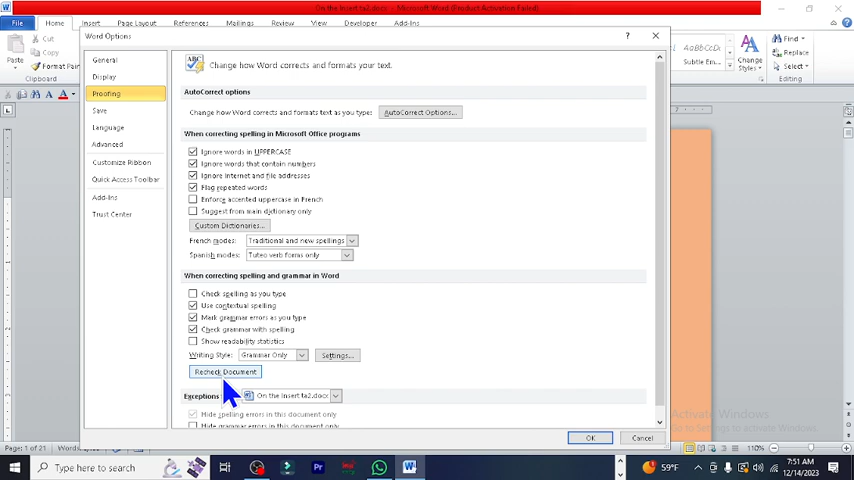 On the Insert ta2.docx - Microsoft Word (Product Activation Failed)
File Home Insert Page Layout References Mailings Review View Developer Add-Ins
Word Options
Cut
Copy
Format Pain
Paste
Clipboard
AaBbCcD
Subtle Em...
Change
Styles
Find
Replace
Select
Editing
General
Display
Proofing
Save
Language
Advanced
Customize Ribbon
Quick Access Toolbar
Add-Ins
Trust Center
Change how Word corrects and formats your text.
AutoCorrect options
Change how Word corrects and formats text as you type: AutoCorrect Options...
When correcting spelling in Microsoft Office programs
Ignore words in UPPERCASE
Ignore words that contain numbers
Ignore Internet and file addresses
Flag repeated words
Enforce accented uppercase in French
Suggest from main dictionary only
Custom Dictionaries...
French modes: Traditional and new spellings
Spanish modes: Tuteo verb forms only
When correcting spelling and grammar in Word
Check spelling as you type
Use contextual spelling
Mark grammar errors as you type
Check grammar with spelling
Show readability statistics
Writing Style: Grammar Only Settings...
Recheck Document
Exceptions On the Insert ta2.docx
Hide spelling errors in this document only
Hide grammar errors in this document only
OK Cancel
Activate Windows
Go to Settings to activate Windows.
Page: 1 of 21 Words: 110%
Type here to search
Pr
59°F
7:51 AM
12/14/2023